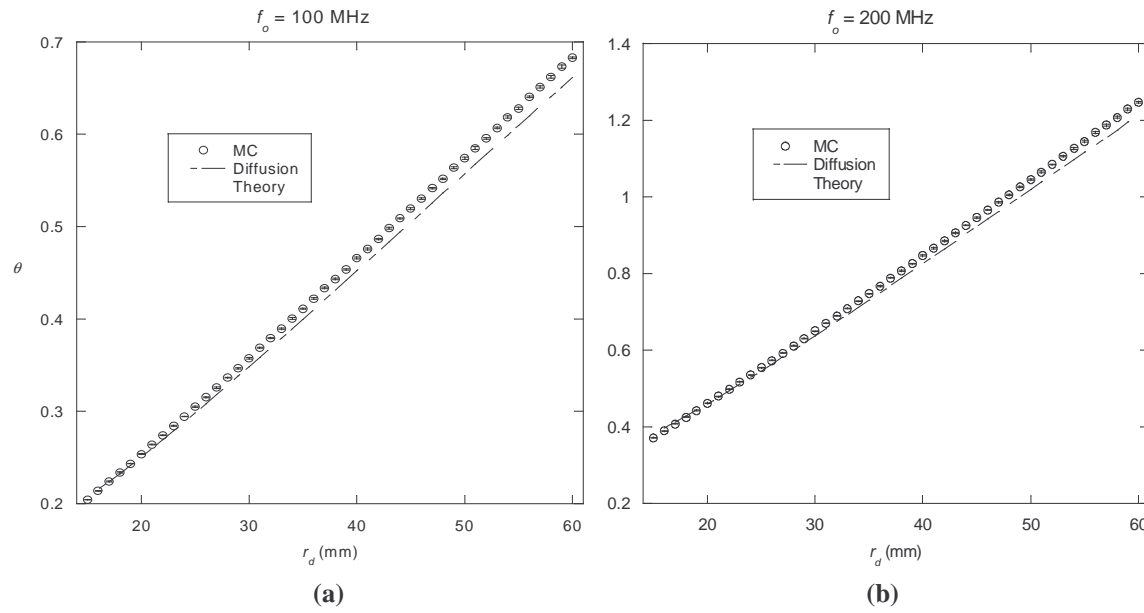 f_o = 100 MHz
0.7
0.6
0.5
0.4
0.3
0.2
θ
MC
Diffusion
Theory
20
30
40
50
60
r_d (mm)
(a)
f_o = 200 MHz
1.4
1.2
1
0.8
0.6
0.4
0.2
MC
Diffusion
Theory
20
30
40
50
60
r_d (mm)
(b)